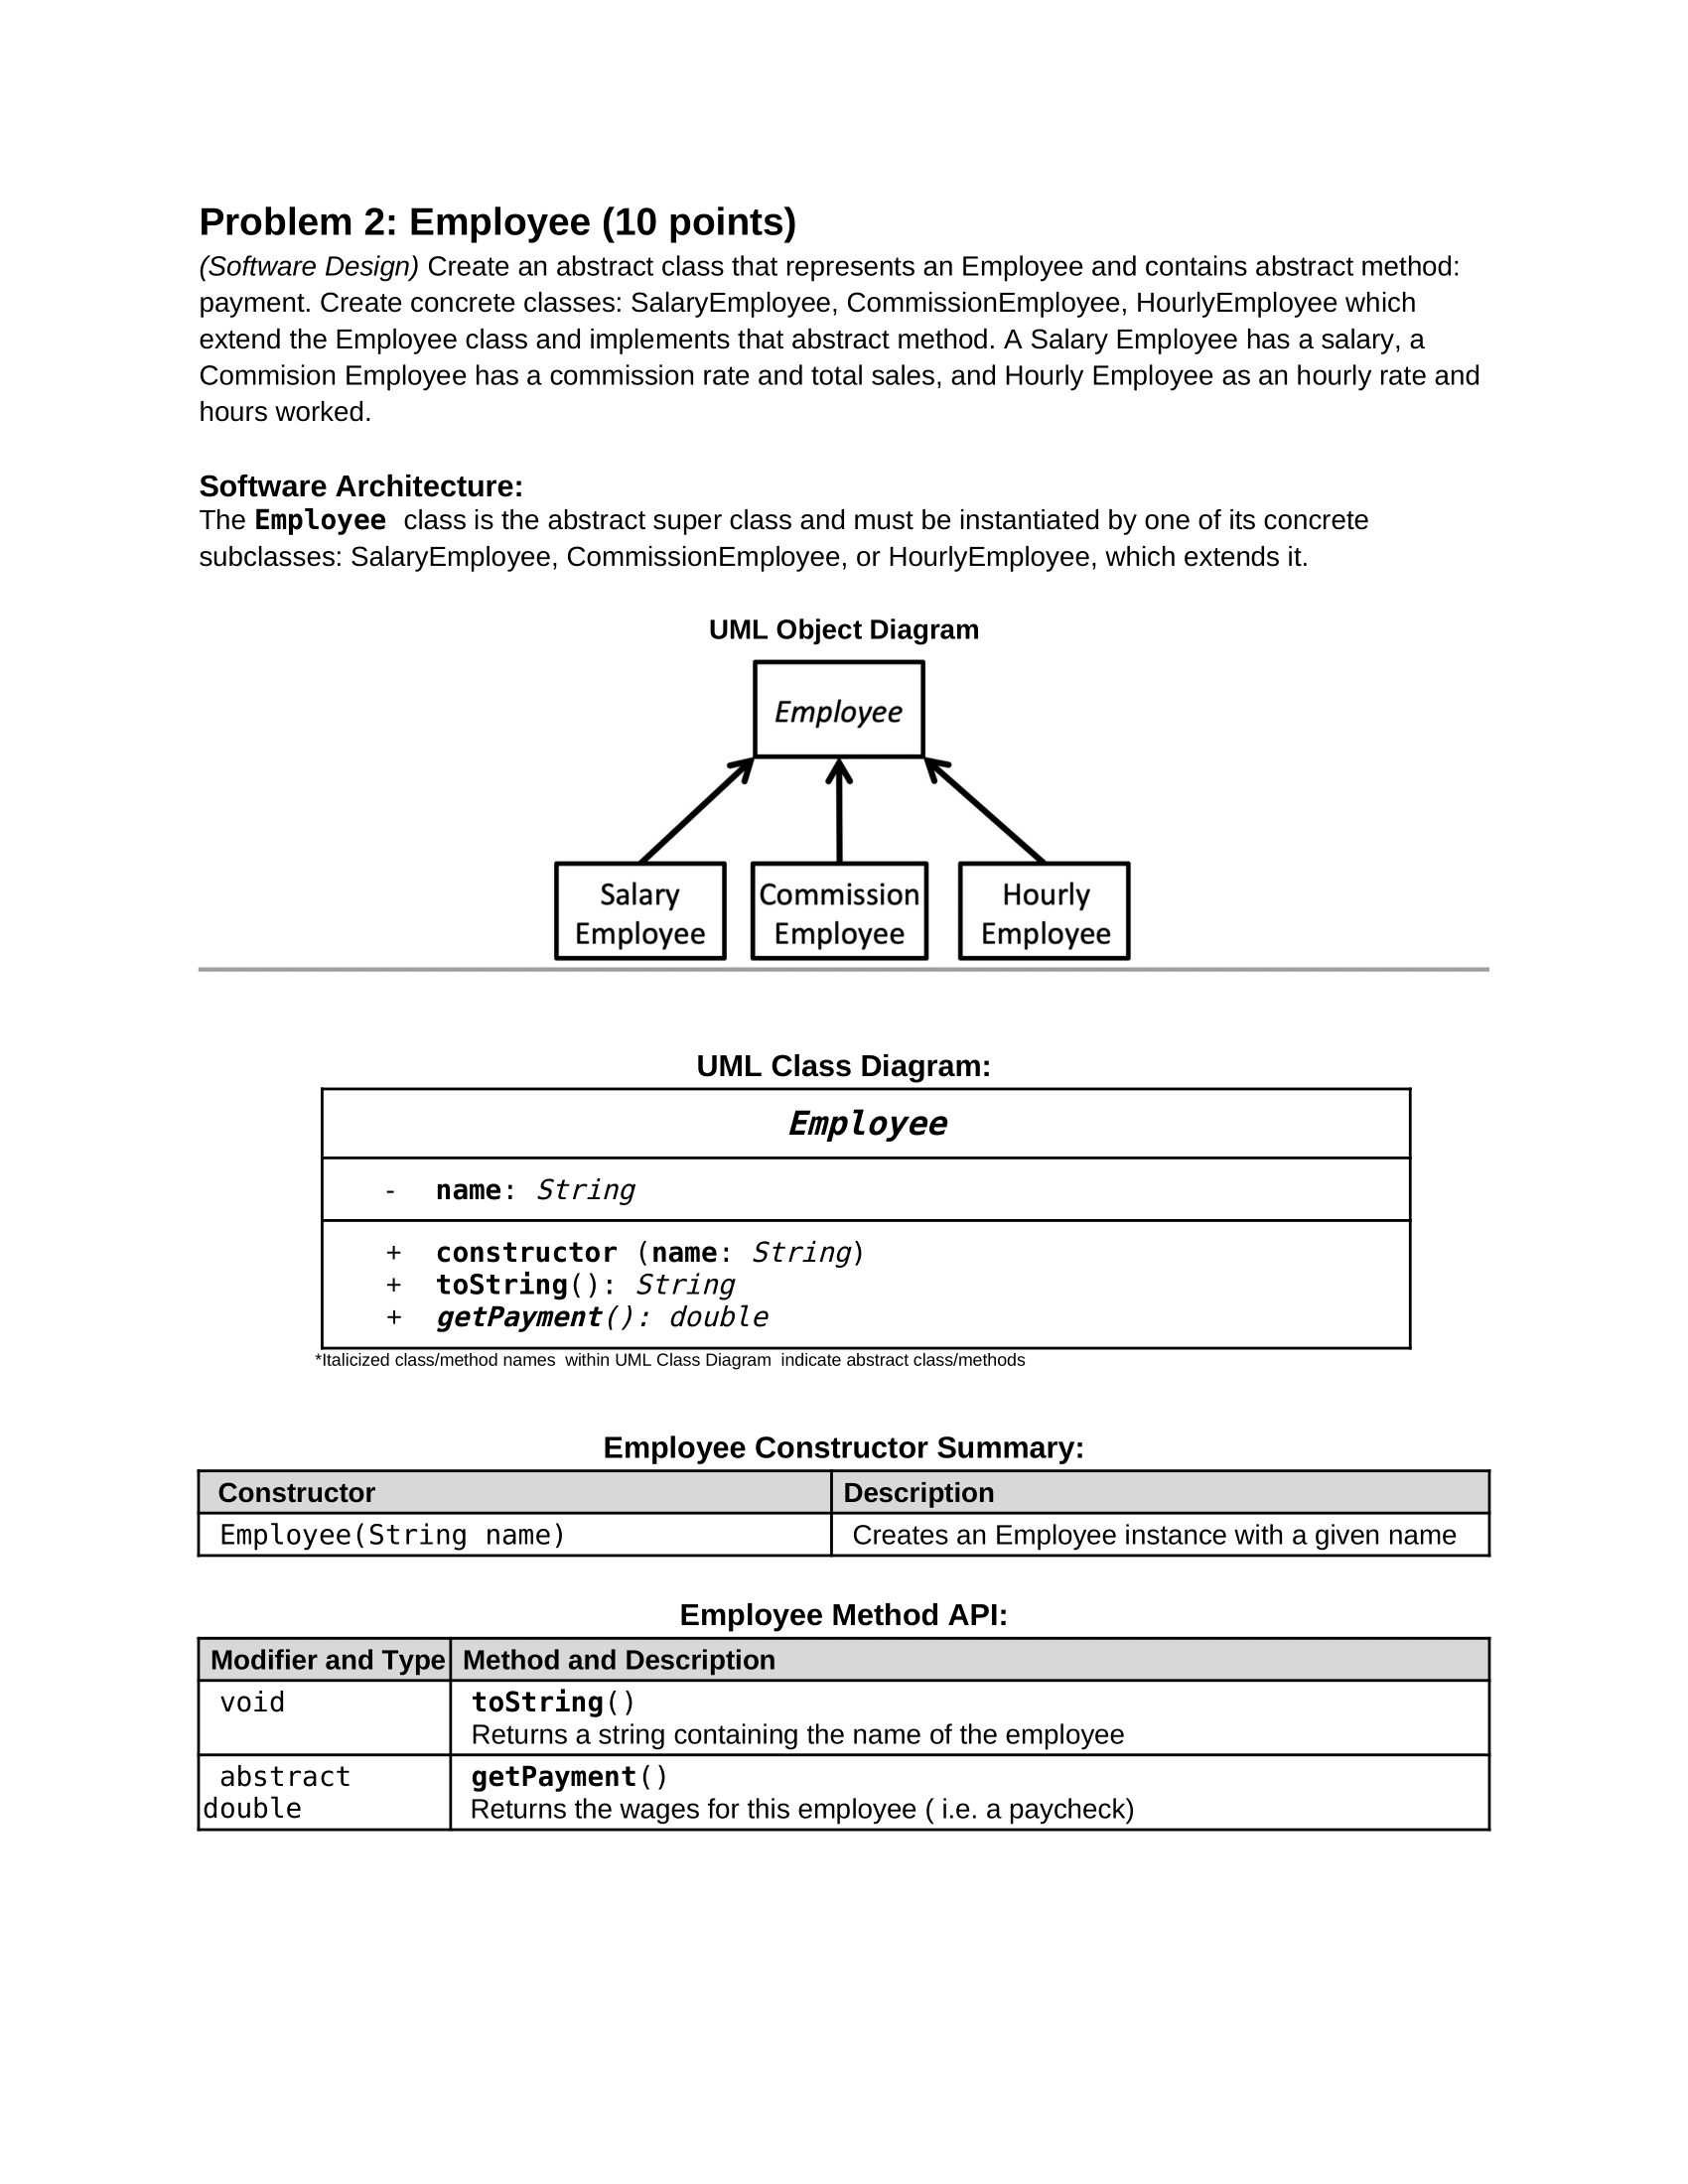 Problem 2: Employee (10 points)
(Software Design) Create an abstract class that represents an Employee and contains abstract method:
payment. Create concrete classes: SalaryEmployee, CommissionEmployee, HourlyEmployee which
extend the Employee class and implements that abstract method. A Salary Employee has a salary, a
Commision Employee has a commission rate and total sales, and Hourly Employee as an hourly rate and
hours worked.
Software Architecture:
The Employee class is the abstract super class and must be instantiated by one of its concrete
subclasses: SalaryEmployee, CommissionEmployee, or HourlyEmployee, which extends it.
UML Object Diagram
Employee
Salary
Employee
Commission
Employee
Hourly
Employee
UML Class Diagram:
Employee
- name: String
+ constructor (name: String)
+ toString(): String
+ getPayment(): double
*Italicized class/method names within UML Class Diagram indicate abstract class/methods
Employee Constructor Summary:
Constructor Description
Employee(String name) Creates an Employee instance with a given name
Employee Method API:
Modifier and Type Method and Description
void toString()
Returns a string containing the name of the employee
abstract getPayment()
double Returns the wages for this employee ( i.e. a paycheck)